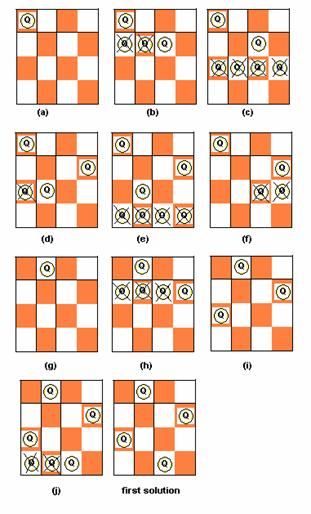 Q Q Q
Q Q Q Q
Q Q Q Q
(a) (b) (c)
Q Q Q
Q Q Q
Q Q Q Q Q
Q Q Q Q
(d) (e) (f)
Q Q Q
Q Q Q Q Q
Q
(g) (h) (i)
Q Q
Q Q
Q Q
Q Q Q Q
(j) first solution